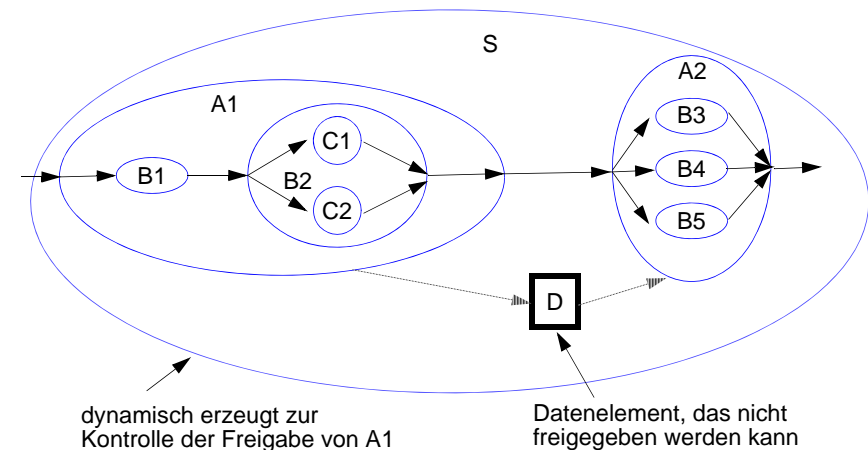 S
A1
A2
B1
B2
C1
C2
B3
B4
B5
D
dynamisch erzeugt zur
Kontrolle der Freigabe von A1
Datenelement, das nicht
freigegeben werden kann